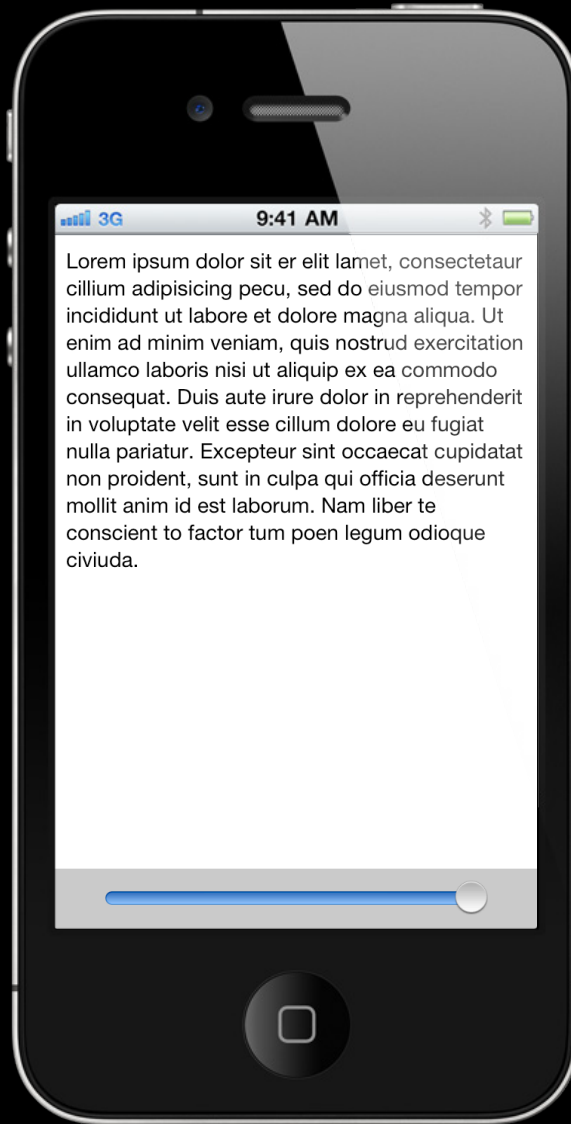 3G 9:41 AM
Lorem ipsum dolor sit er elit lamet, consectetaur
cillium adipisicing pecu, sed do eiusmod tempor
incididunt ut labore et dolore magna aliqua. Ut
enim ad minim veniam, quis nostrud exercitation
ullamco laboris nisi ut aliquip ex ea commodo
consequat. Duis aute irure dolor in reprehenderit
in voluptate velit esse cillum dolore eu fugiat
nulla pariatur. Excepteur sint occaecat cupidatat
non proident, sunt in culpa qui officia deserunt
mollit anim id est laborum. Nam liber te
conscient to factor tum poen legum odioque
civiuda.